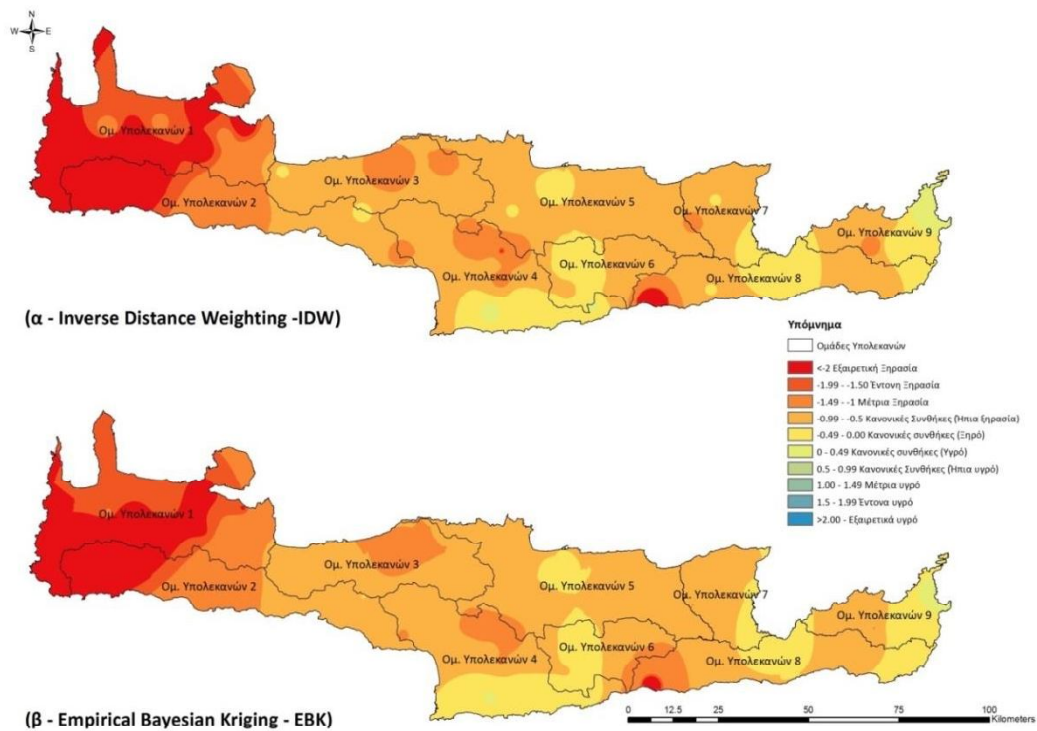 N
W E
S
Ομ. Υπολεκανών 1
Ομ. Υπολεκανών 2
Ομ. Υπολεκανών 3
Ομ. Υπολεκανών 4
Ομ. Υπολεκανών 5
Ομ. Υπολεκανών 6
Ομ. Υπολεκανών 7
Ομ. Υπολεκανών 8
Ομ. Υπολεκανών 9
(α - Inverse Distance Weighting -IDW)
Υπόμνημα
Ομάδες Υπολεκανών
<-2 Εξαιρετική Ξηρασία
-1.99 - -1.50 Έντονη Ξηρασία
-1.49 - -1 Μέτρια Ξηρασία
-0.99 - -0.5 Κανονικές Συνθήκες (Ήπια ξηρασία)
-0.49 - 0.00 Κανονικές συνθήκες (Ξηρό)
0 - 0.49 Κανονικές συνθήκες (Υγρό)
0.5 - 0.99 Κανονικές Συνθήκες (Ήπια υγρό)
1.00 - 1.49 Μέτρια υγρό
1.5 - 1.99 Έντονα υγρό
>2.00 - Εξαιρετικά υγρό
Ομ. Υπολεκανών 1
Ομ. Υπολεκανών 2
Ομ. Υπολεκανών 3
Ομ. Υπολεκανών 4
Ομ. Υπολεκανών 5
Ομ. Υπολεκανών 6
Ομ. Υπολεκανών 7
Ομ. Υπολεκανών 8
Ομ. Υπολεκανών 9
(β - Empirical Bayesian Kriging - EBK)
0 12.5 25 50 75 100
Kilometers